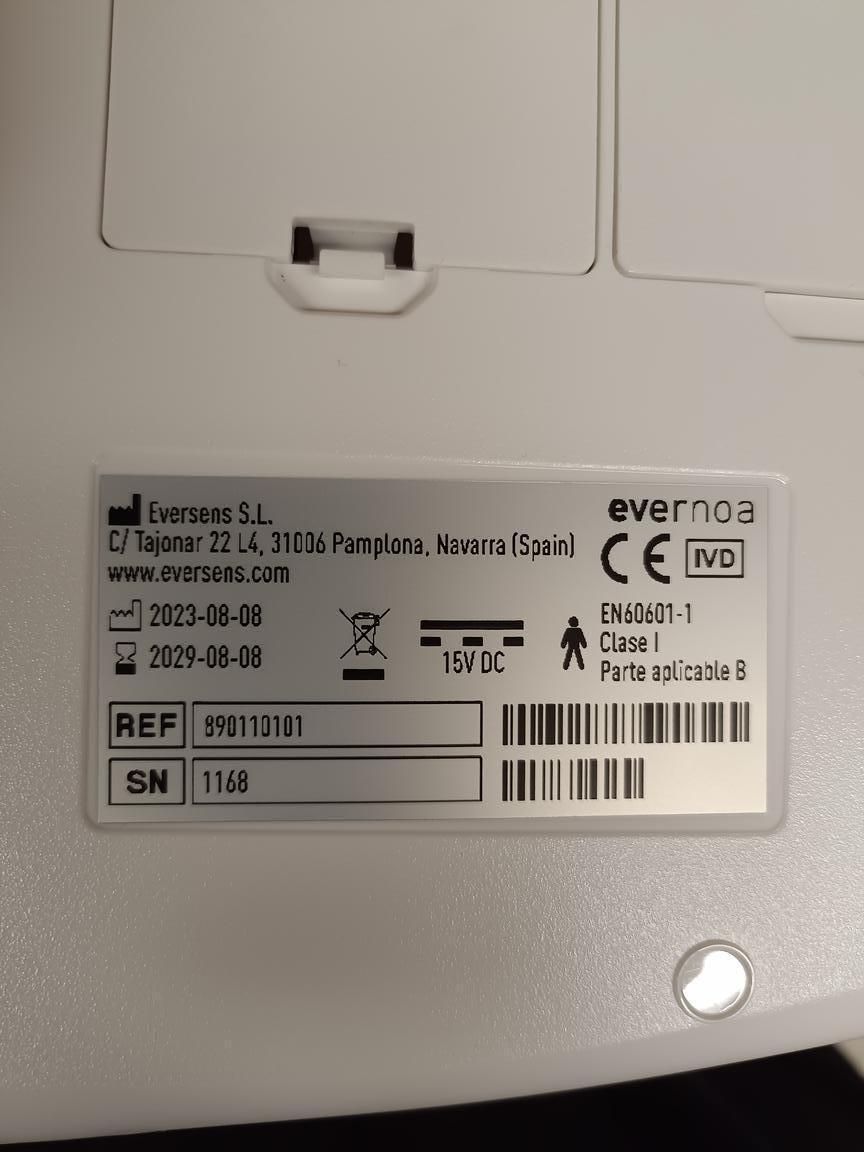 Eversens S.L.
C/ Tajonar 22 L4, 31006 Pamplona, Navarra (Spain)
www.eversens.com
evernoa
CE IVD
2023-08-08
2029-08-08
15V DC
EN60601-1
Clase I
Parte aplicable B
REF 890110101
SN 1168